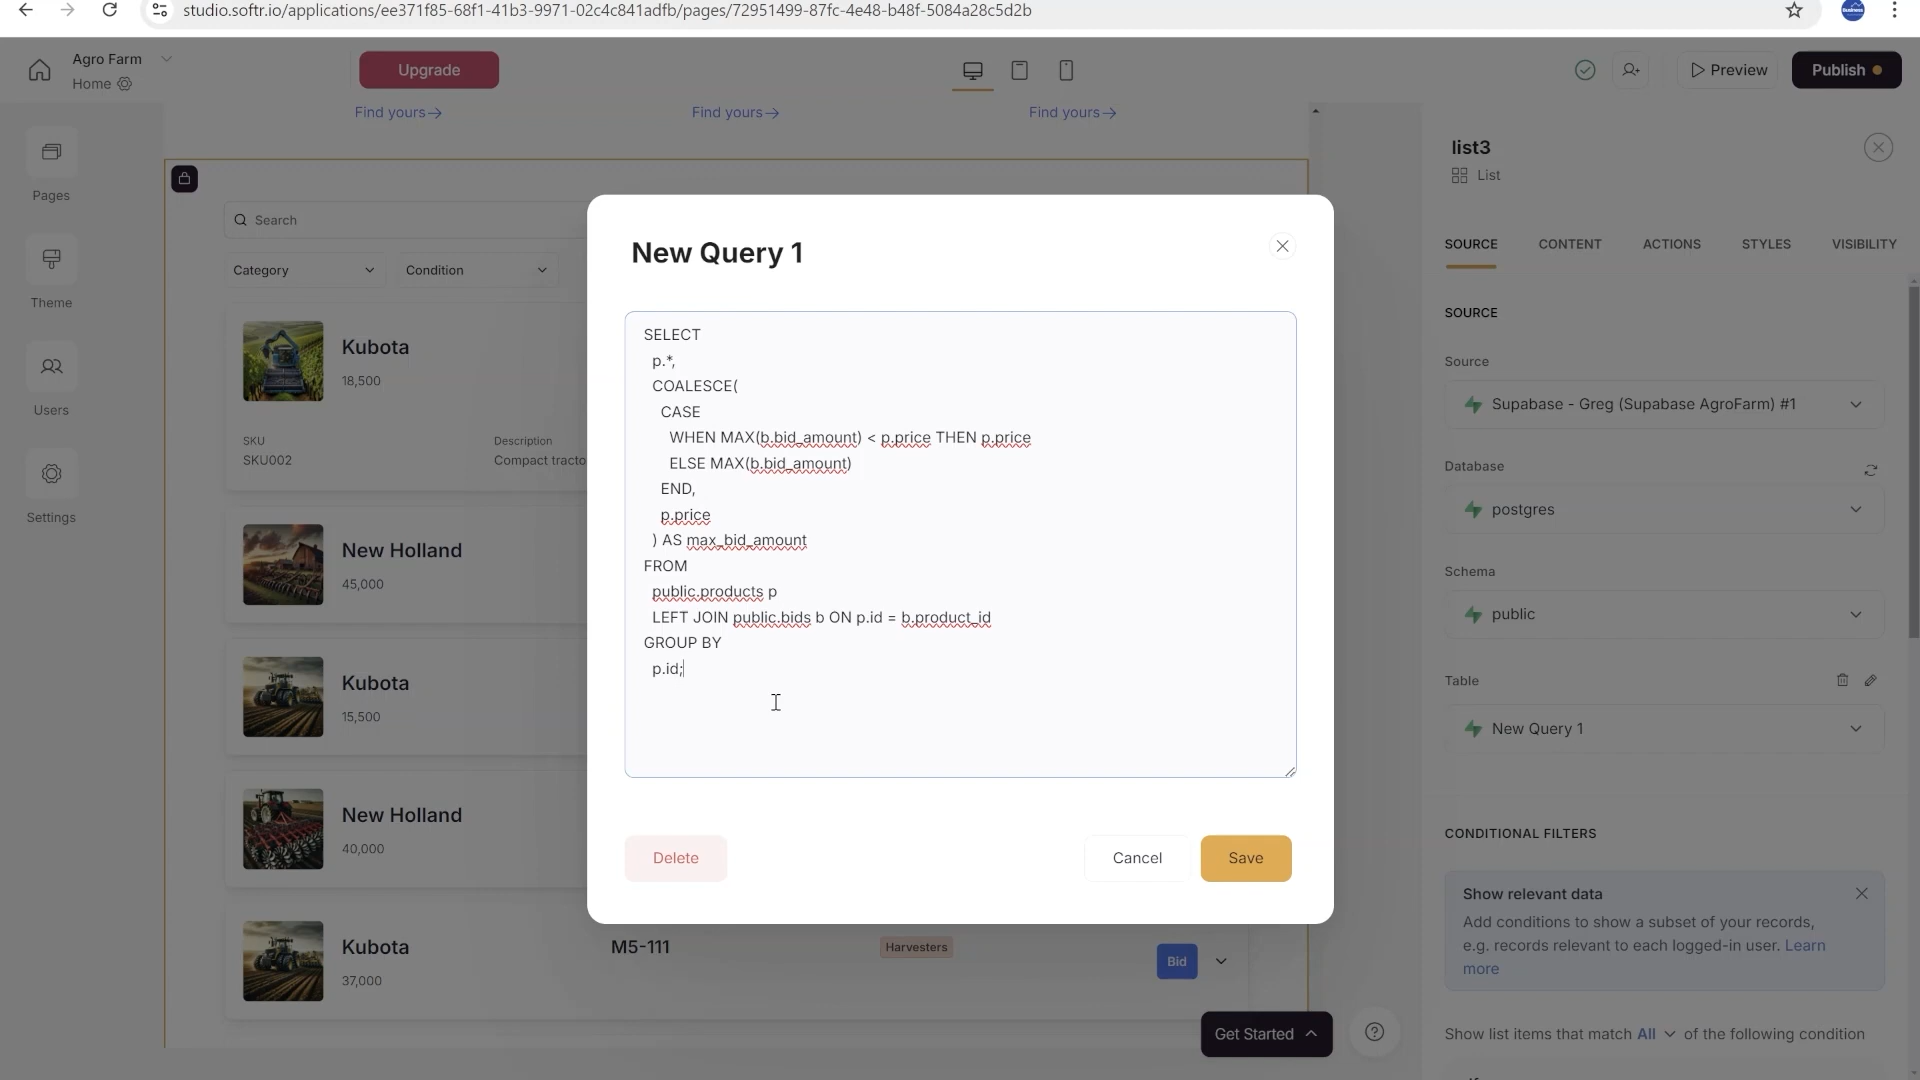 studio.softr.io/applications/ee371f85-68f1-41b3-9971-02c4c841adfb/pages/72951499-87fc-4e48-b48f-5084a28c5d2b
Agro Farm
Home
Upgrade
Preview
Publish
Pages
Theme
Users
Settings
Find yours→
Find yours→
Find yours→
Search
Category
Condition
Kubota
18,500
SKU
SKU002
Description
Compact tracto
New Holland
45,000
Kubota
15,500
New Holland
40,000
Kubota
37,000
M5-111
Harvesters
Bid
New Query 1
SELECT
p.*,
COALESCE(
CASE
WHEN MAX(b.bid_amount) < p.price THEN p.price
ELSE MAX(b.bid_amount)
END,
p.price
) AS max_bid_amount
FROM
public.products p
LEFT JOIN public.bids b ON p.id = b.product_id
GROUP BY
p.id;
Delete
Cancel
Save
Get Started
list3
List
SOURCE
CONTENT
ACTIONS
STYLES
VISIBILITY
SOURCE
Source
Supabase - Greg (Supabase AgroFarm) #1
Database
postgres
Schema
public
Table
New Query 1
CONDITIONAL FILTERS
Show relevant data
Add conditions to show a subset of your records,
e.g. records relevant to each logged-in user. Learn
more
Show list items that match All of the following condition